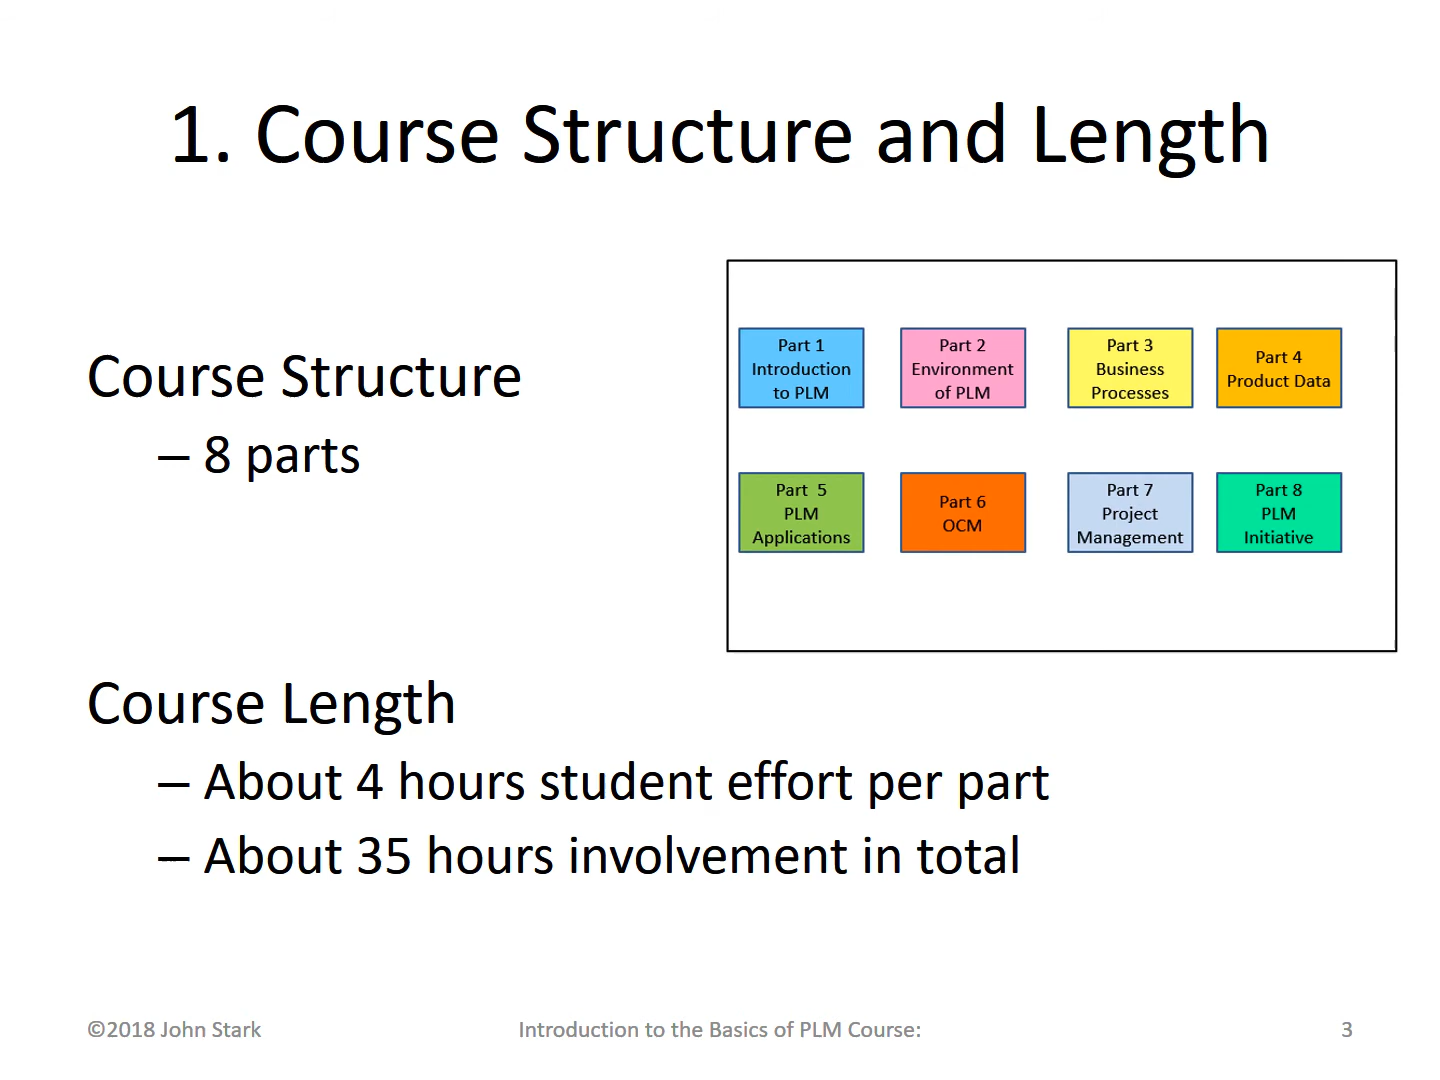 1. Course Structure and Length
Course Structure
– 8 parts
Part 1
Introduction
to PLM
Part 2
Environment
of PLM
Part 3
Business
Processes
Part 4
Product Data
Part  5
PLM
Applications
Part 6
OCM
Part 7
Project
Management
Part 8
PLM
Initiative
Course Length
– About 4 hours student effort per part
– About 35 hours involvement in total
©2018 John Stark
Introduction to the Basics of PLM Course:
3